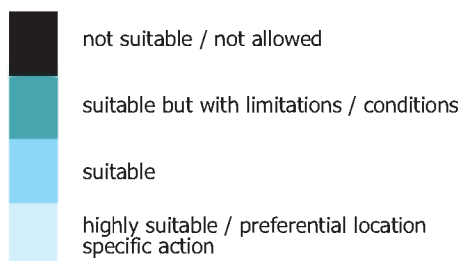 not suitable / not allowed
suitable but with limitations / conditions
suitable
highly suitable / preferential location
specific action